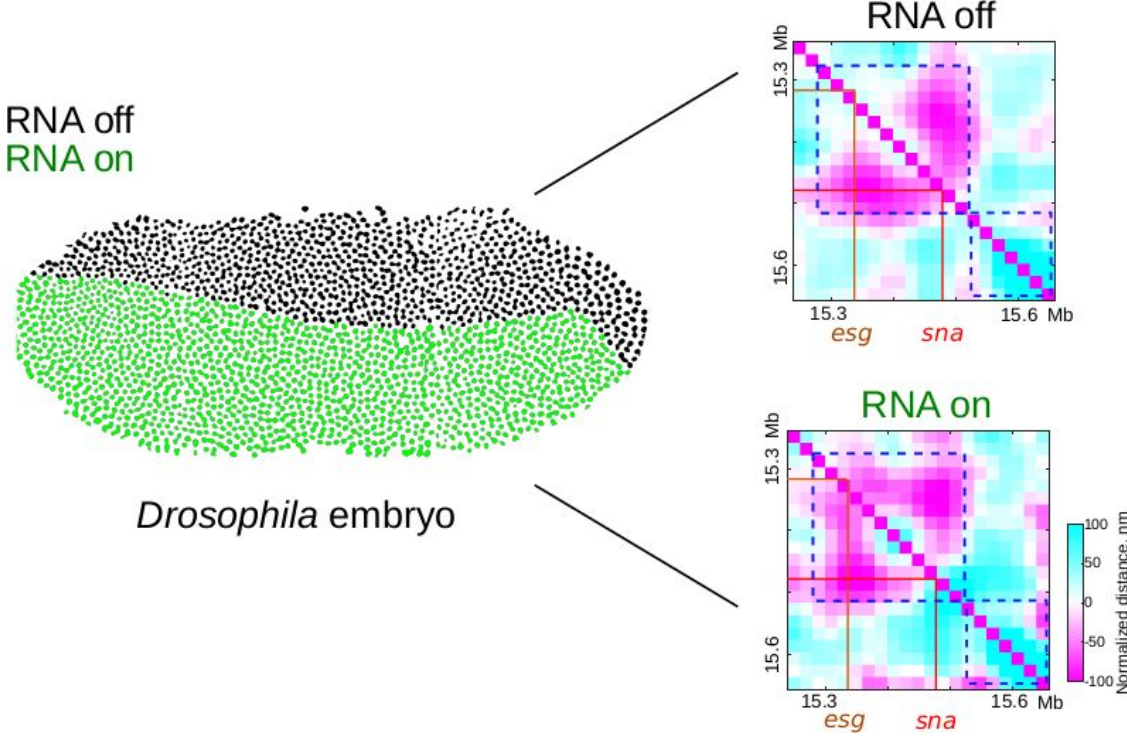 RNA off
RNA on
Drosophila embryo
RNA off
15.3 Mb
15.6
15.3
15.6 Mb
esg
sna
RNA on
15.3 Mb
15.6
15.3
15.6 Mb
esg
sna
100
50
0
-50
-100
Normalized distance, nm